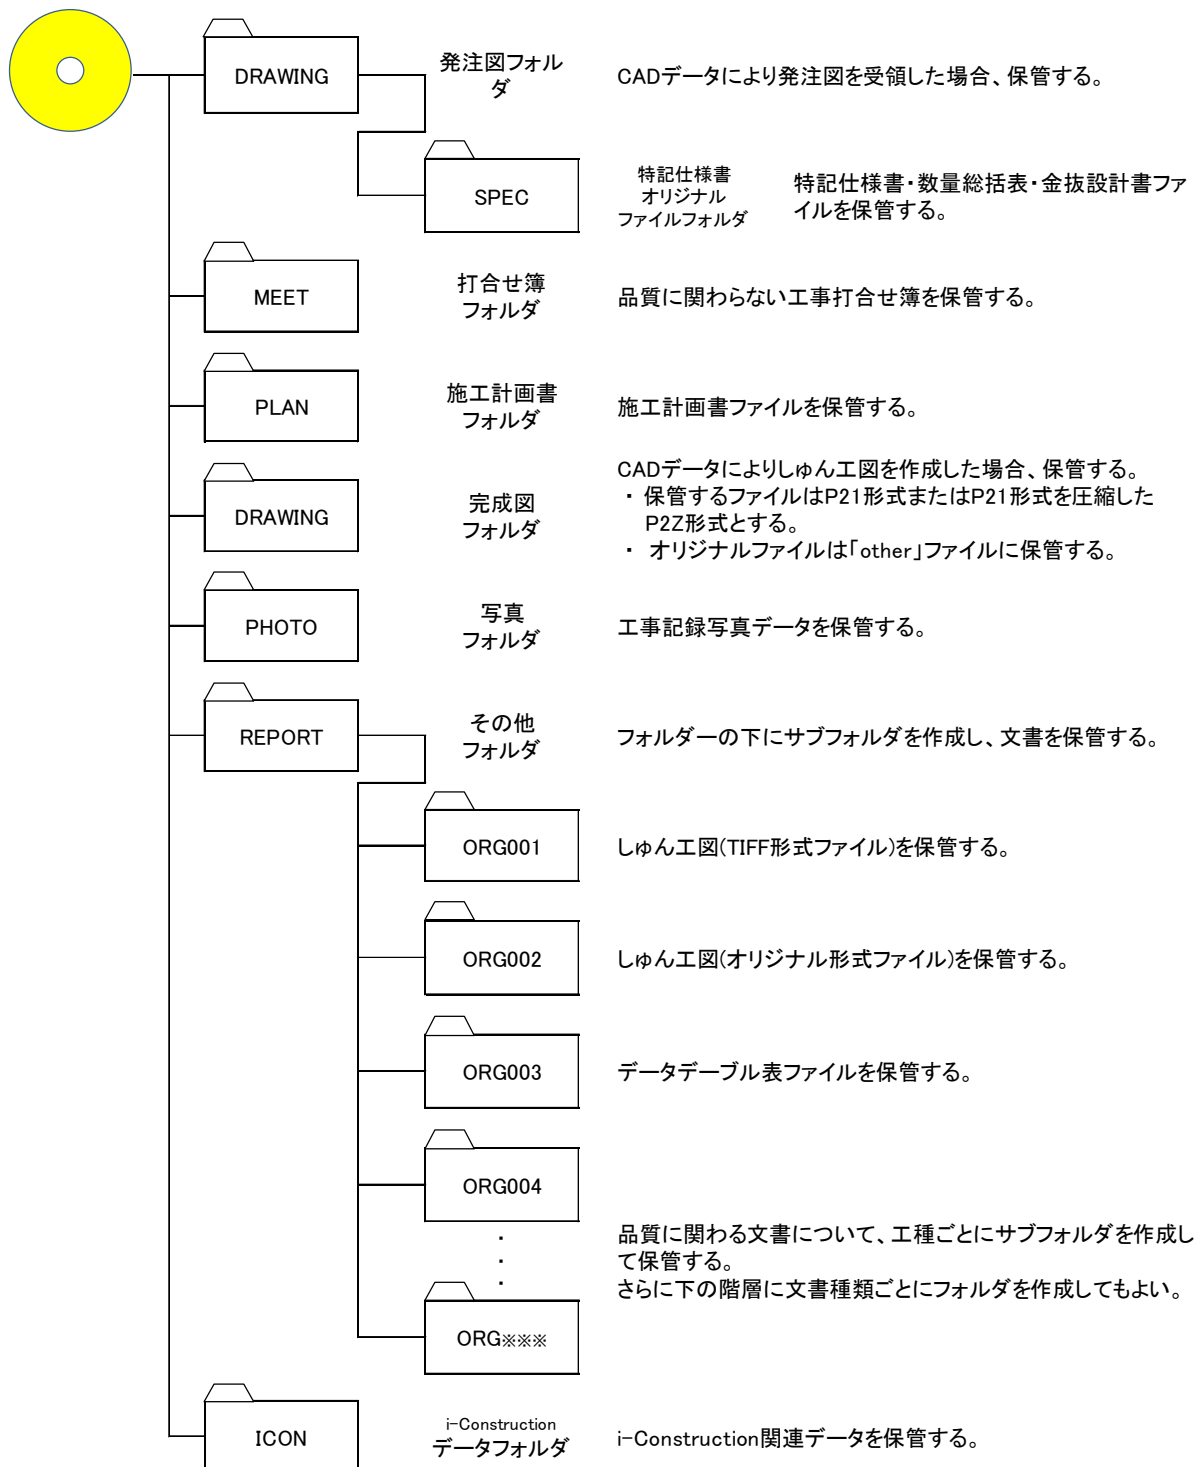 DRAWING
発注図フォル
ダ
CADデータにより発注図を受領した場合、保管する。
SPEC
特記仕様書
オリジナル
ファイルフォルダ
特記仕様書・数量総括表・金抜設計書ファ
イルを保管する。
MEET
打合せ簿
フォルダ
品質に関わらない工事打合せ簿を保管する。
PLAN
施工計画書
フォルダ
施工計画書ファイルを保管する。
DRAWING
完成図
フォルダ
CADデータによりしゅん工図を作成した場合、保管する。
・ 保管するファイルはP21形式またはP21形式を圧縮した
P2Z形式とする。
・ オリジナルファイルは「other」ファイルに保管する。
PHOTO
写真
フォルダ
工事記録写真データを保管する。
REPORT
その他
フォルダ
フォルダーの下にサブフォルダを作成し、文書を保管する。
ORG001
しゅん工図(TIFF形式ファイル)を保管する。
ORG002
しゅん工図(オリジナル形式ファイル)を保管する。
ORG003
データデーブル表ファイルを保管する。
ORG004
・
・
・
ORG※※※
品質に関わる文書について、工種ごとにサブフォルダを作成し
て保管する。
さらに下の階層に文書種類ごとにフォルダを作成してもよい。
ICON
i-Construction
データフォルダ
i-Construction関連データを保管する。